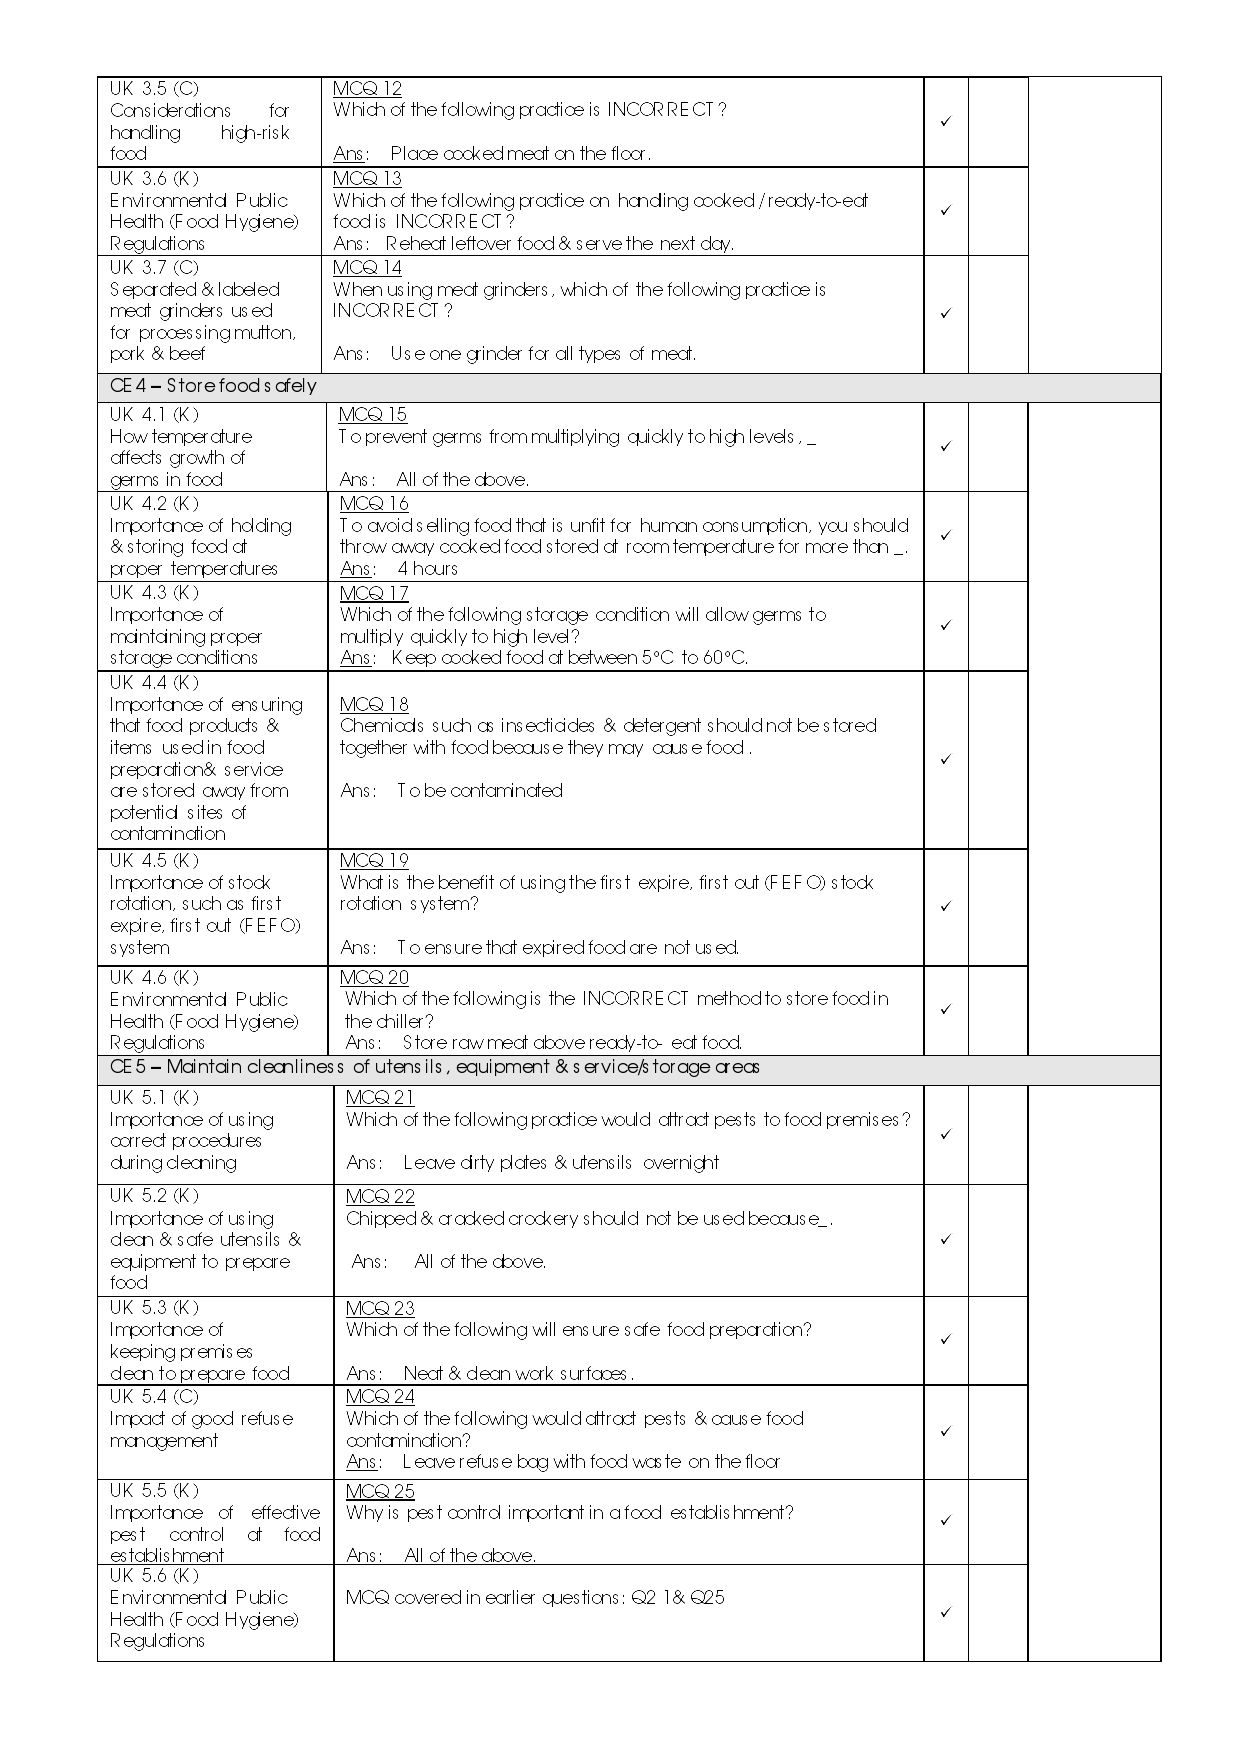 UK 3.5 (C)
Considerations for
handling high-risk
food
MCQ 12
Which of the following practice is INCORRECT?
Ans: Place cooked meat on the floor.
✓
UK 3.6 (K)
Environmental Public
Health (Food Hygiene)
Regulations
MCQ 13
Which of the following practice on handling cooked /ready-to-eat
food is INCORRECT?
Ans: Reheat leftover food & serve the next day.
✓
UK 3.7 (C)
Separated & labeled
meat grinders used
for processing mutton,
pork & beef
MCQ 14
When using meat grinders, which of the following practice is
INCORRECT?
Ans: Use one grinder for all types of meat.
✓
CE 4 – Store food safely
UK 4.1 (K)
How temperature
affects growth of
germs in food
MCQ 15
To prevent germs from multiplying quickly to high levels, _
Ans: All of the above.
✓
UK 4.2 (K)
Importance of holding
& storing food at
proper temperatures
MCQ 16
To avoid selling food that is unfit for human consumption, you should
throw away cooked food stored at room temperature for more than _.
Ans: 4 hours
✓
UK 4.3 (K)
Importance of
maintaining proper
storage conditions
MCQ 17
Which of the following storage condition will allow germs to
multiply quickly to high level?
Ans: Keep cooked food at between 5°C to 60°C.
✓
UK 4.4 (K)
Importance of ensuring
that food products &
items used in food
preparation& service
are stored away from
potential sites of
contamination
MCQ 18
Chemicals such as insecticides & detergent should not be stored
together with food because they may cause food .
Ans: To be contaminated
✓
UK 4.5 (K)
Importance of stock
rotation, such as first
expire, first out (FEFO)
system
MCQ 19
What is the benefit of using the first expire, first out (FEFO) stock
rotation system?
Ans: To ensure that expired food are not used.
✓
UK 4.6 (K)
Environmental Public
Health (Food Hygiene)
Regulations
MCQ 20
Which of the following is the INCORRECT method to store food in
the chiller?
Ans: Store raw meat above ready-to- eat food.
✓
CE 5 – Maintain cleanliness of utensils, equipment & service/storage areas
UK 5.1 (K)
Importance of using
correct procedures
during cleaning
MCQ 21
Which of the following practice would attract pests to food premises?
Ans: Leave dirty plates & utensils overnight
✓
UK 5.2 (K)
Importance of using
clean & safe utensils &
equipment to prepare
food
MCQ 22
Chipped & cracked crockery should not be used because_.
Ans: All of the above.
✓
UK 5.3 (K)
Importance of
keeping premises
clean to prepare food
MCQ 23
Which of the following will ensure safe food preparation?
Ans: Neat & clean work surfaces.
✓
UK 5.4 (C)
Impact of good refuse
management
MCQ 24
Which of the following would attract pests & cause food
contamination?
Ans: Leave refuse bag with food waste on the floor
✓
UK 5.5 (K)
Importance of effective
pest control at food
establishment
MCQ 25
Why is pest control important in a food establishment?
Ans: All of the above.
✓
UK 5.6 (K)
Environmental Public
Health (Food Hygiene)
Regulations
MCQ covered in earlier questions: Q2 1& Q25
✓